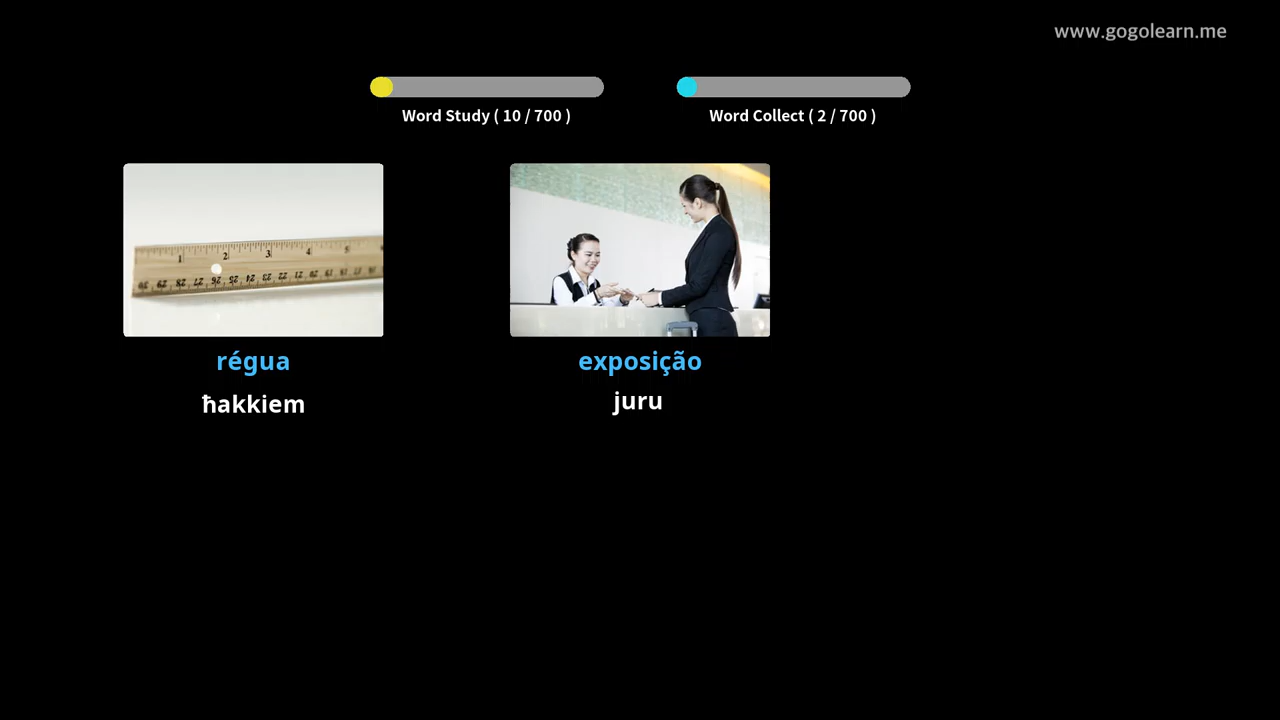 www.gogolearn.me
Word Study ( 10 / 700 )
Word Collect ( 2 / 700 )
régua
ħakkiem
exposição
juru